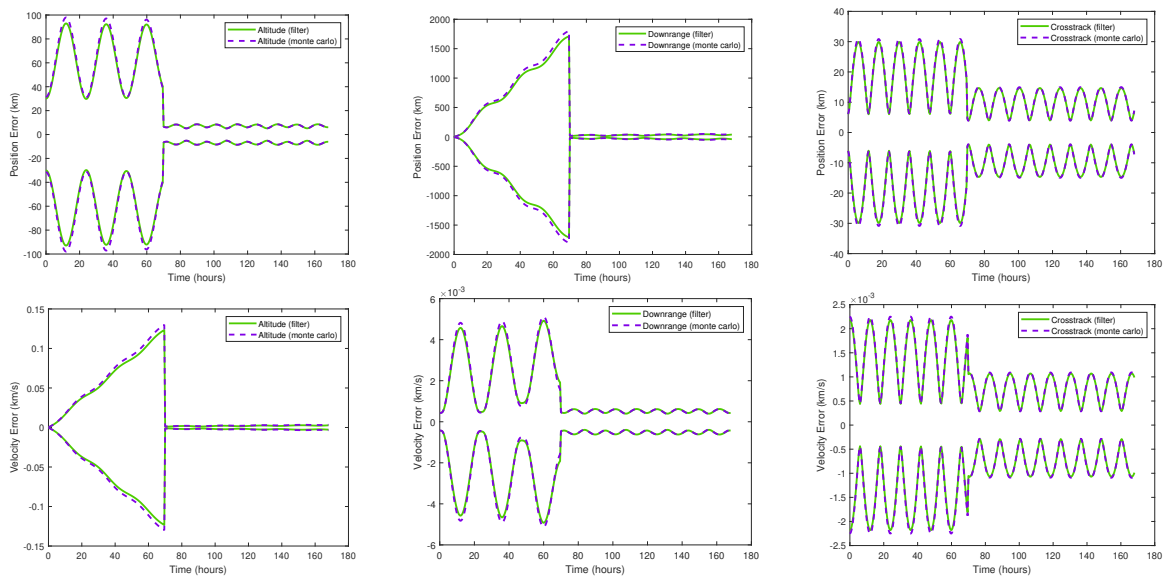 100
80
60
40
20
0
-20
-40
-60
-80
-100
Position Error (km)
0 20 40 60 80 100 120 140 160 180
Time (hours)
Altitude (filter)
Altitude (monte carlo)
2000
1500
1000
500
0
-500
-1000
-1500
-2000
Position Error (km)
0 20 40 60 80 100 120 140 160 180
Time (hours)
Downrange (filter)
Downrange (monte carlo)
40
30
20
10
0
-10
-20
-30
-40
Position Error (km)
0 20 40 60 80 100 120 140 160 180
Time (hours)
Crosstrack (filter)
Crosstrack (monte carlo)
0.15
0.1
0.05
0
-0.05
-0.1
-0.15
Velocity Error (km/s)
0 20 40 60 80 100 120 140 160 180
Time (hours)
Altitude (filter)
Altitude (monte carlo)
×10⁻³
6
4
2
0
-2
-4
-6
Velocity Error (km/s)
0 20 40 60 80 100 120 140 160 180
Time (hours)
Downrange (filter)
Downrange (monte carlo)
×10⁻³
2.5
2
1.5
1
0.5
0
-0.5
-1
-1.5
-2
-2.5
Velocity Error (km/s)
0 20 40 60 80 100 120 140 160 180
Time (hours)
Crosstrack (filter)
Crosstrack (monte carlo)